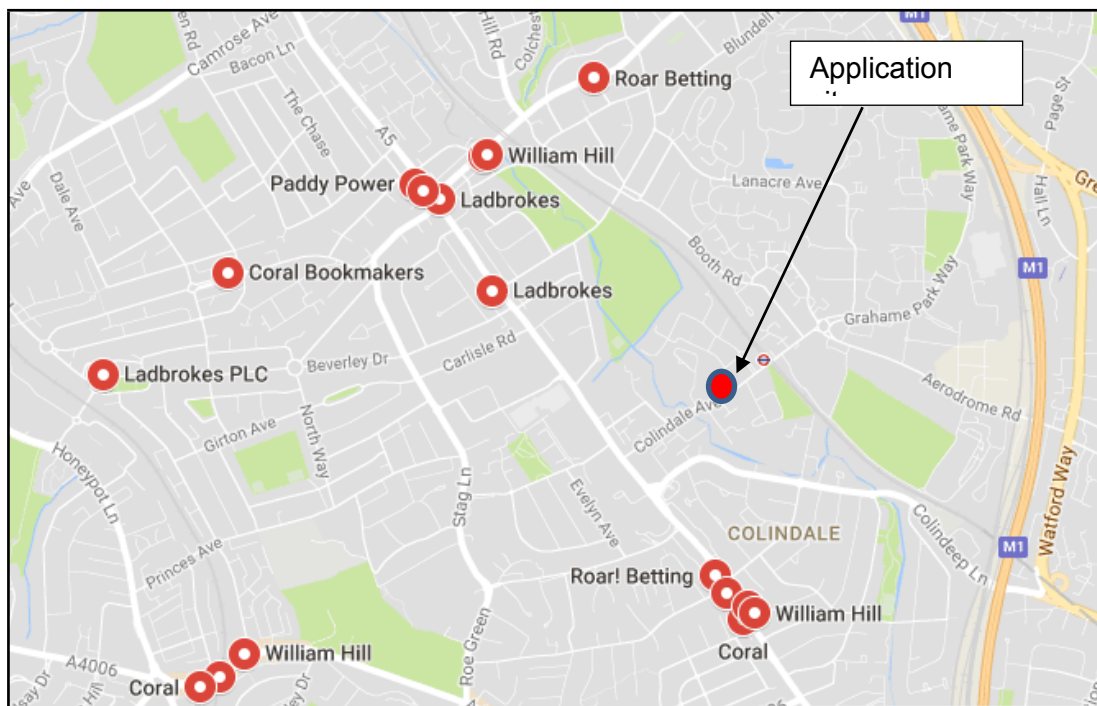 Camrose Ave
Bacon Ln
The Chase
Dale Ave
A5
Hill Rd
Blundell
Roar Betting
Application
Page St
Park Way
William Hill
Paddy Power
Ladbrokes
Lanacre Ave
Hall Ln
Coral Bookmakers
Booth Rd
M1
Ladbrokes
Grahame Park Way
Carlisle Rd
Beverley Dr
Ladbrokes PLC
Aerodrome Rd
Colindale Ave
Girton Ave
North Way
Honeypot Ln
Stag Ln
Evelyn Ave
Watford Way
Colindeep Ln
COLINDALE
M1
Princes Ave
Roar! Betting
William Hill
Coral
Roe Green
A4006
William Hill
Coral